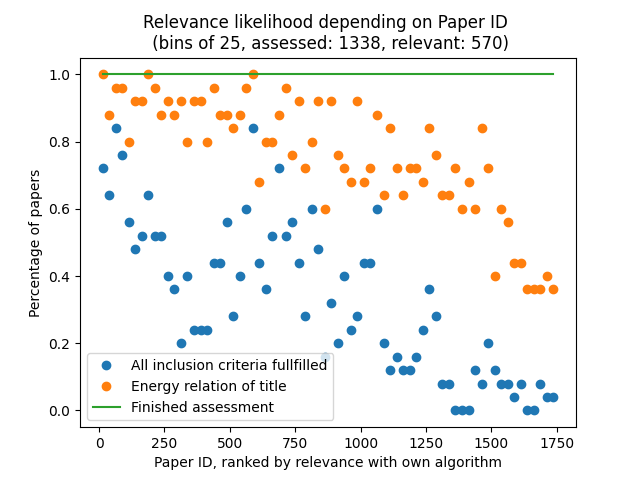 Relevance likelihood depending on Paper ID
(bins of 25, assessed: 1338, relevant: 570)
Percentage of papers
1.0
0.8
0.6
0.4
0.2
0.0
All inclusion criteria fullfilled
Energy relation of title
Finished assessment
0 250 500 750 1000 1250 1500 1750
Paper ID, ranked by relevance with own algorithm